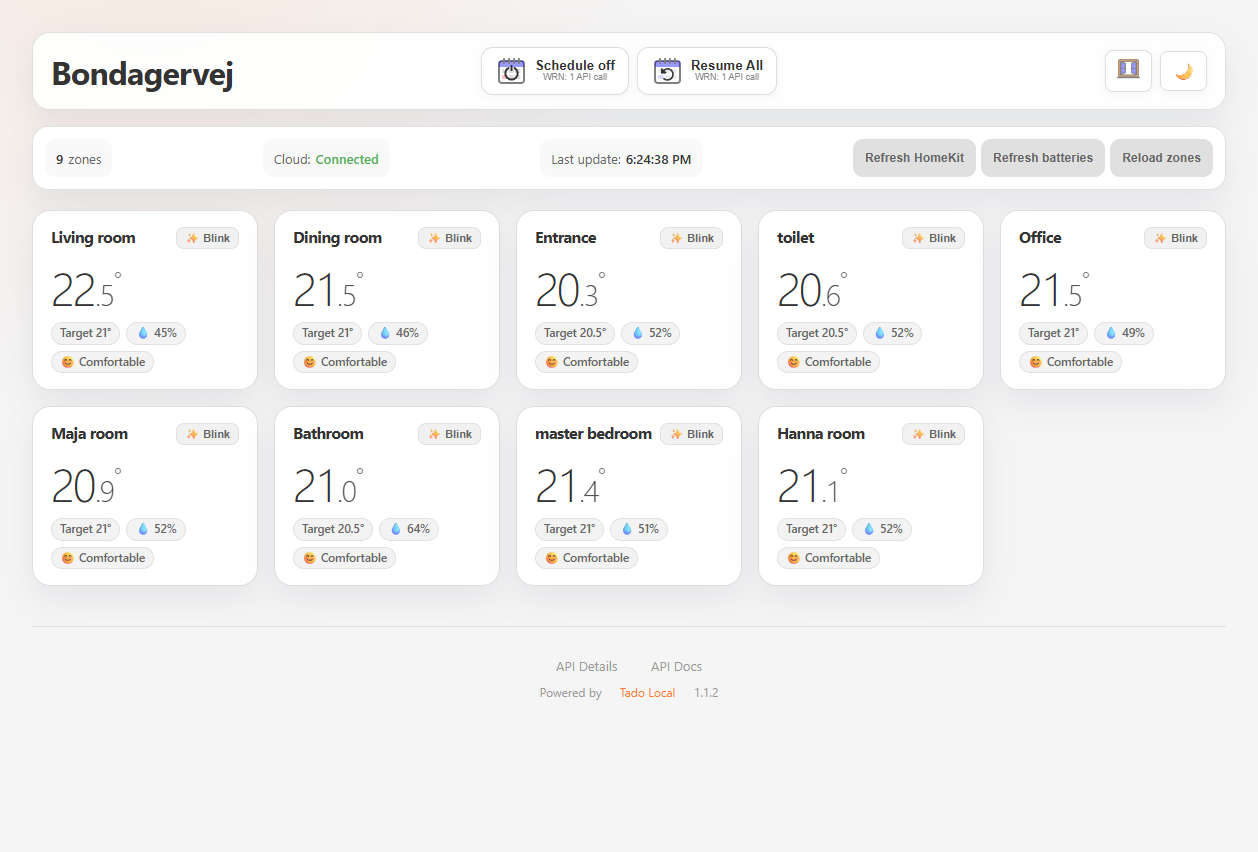 Bondagervej
Schedule off
WRN: 1 API call
Resume All
WRN: 1 API call
9 zones
Cloud: Connected
Last update: 6:24:38 PM
Refresh HomeKit
Refresh batteries
Reload zones
Living room
Blink
22.5°
Target 21°
45%
Comfortable
Dining room
Blink
21.5°
Target 21°
46%
Comfortable
Entrance
Blink
20.3°
Target 20.5°
52%
Comfortable
toilet
Blink
20.6°
Target 20.5°
52%
Comfortable
Office
Blink
21.5°
Target 21°
49%
Comfortable
Maja room
Blink
20.9°
Target 21°
52%
Comfortable
Bathroom
Blink
21.0°
Target 20.5°
64%
Comfortable
master bedroom
Blink
21.4°
Target 21°
51%
Comfortable
Hanna room
Blink
21.1°
Target 21°
52%
Comfortable
API Details
API Docs
Powered by Tado Local 1.1.2